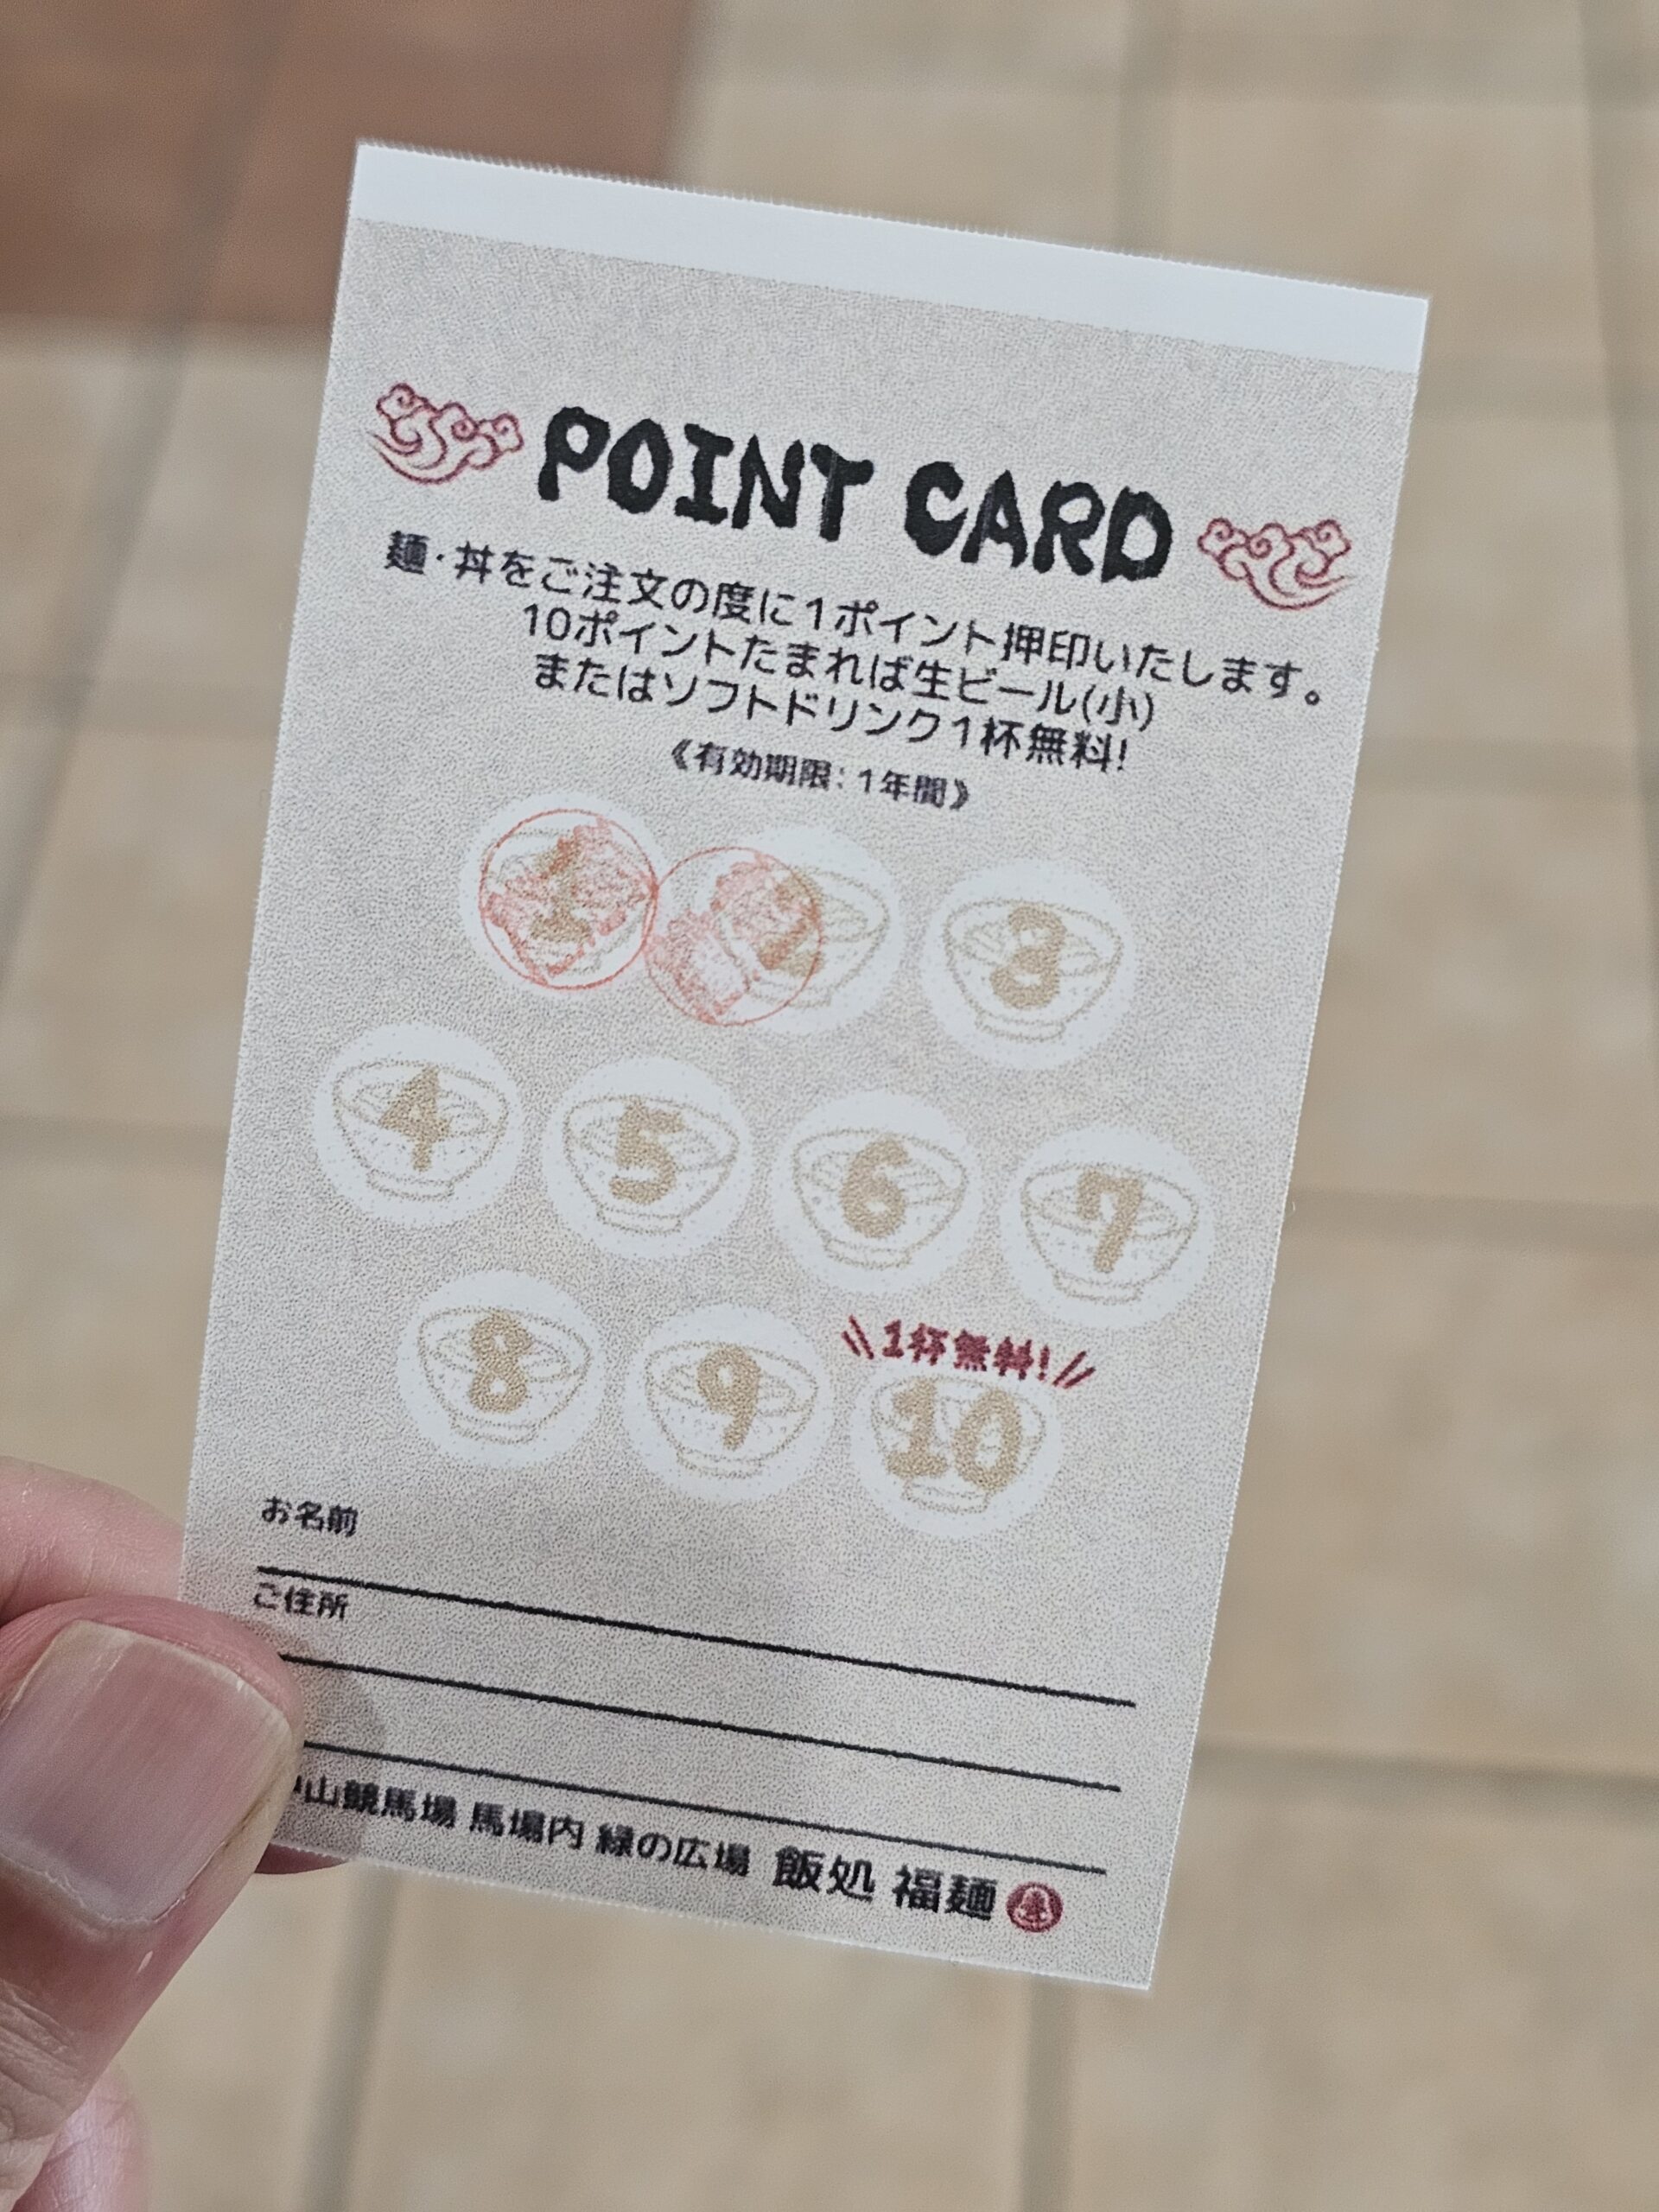 POINT CARD
麺・丼をご注文の度に1ポイント押印いたします。
10ポイントたまれば生ビール(小)
またはソフトドリンク1杯無料!
《有効期限：1年間》
1 2 3
4 5 6 7
1杯無料!
8 9 10
お名前
ご住所
山競馬場 馬場内 緑の広場 飯処 福麺